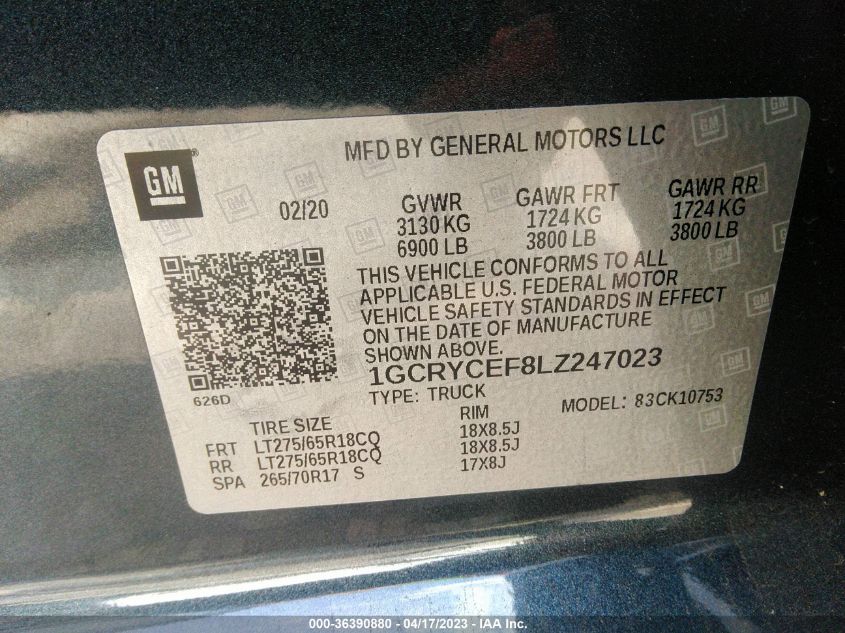 MFD BY GENERAL MOTORS LLC
GM ®
02/20
GVWR GAWR FRT GAWR RR
3130 KG 1724 KG 1724 KG
6900 LB 3800 LB 3800 LB
THIS VEHICLE CONFORMS TO ALL
APPLICABLE U.S. FEDERAL MOTOR
VEHICLE SAFETY STANDARDS IN EFFECT
ON THE DATE OF MANUFACTURE
SHOWN ABOVE.
626D
1GCRYCEF8LZ247023
TYPE: TRUCK MODEL: 83CK10753
TIRE SIZE RIM
FRT LT275/65R18CQ 18X8.5J
RR LT275/65R18CQ 18X8.5J
SPA 265/70R17 S 17X8J
000-36390880 - 04/17/2023 - IAA Inc.